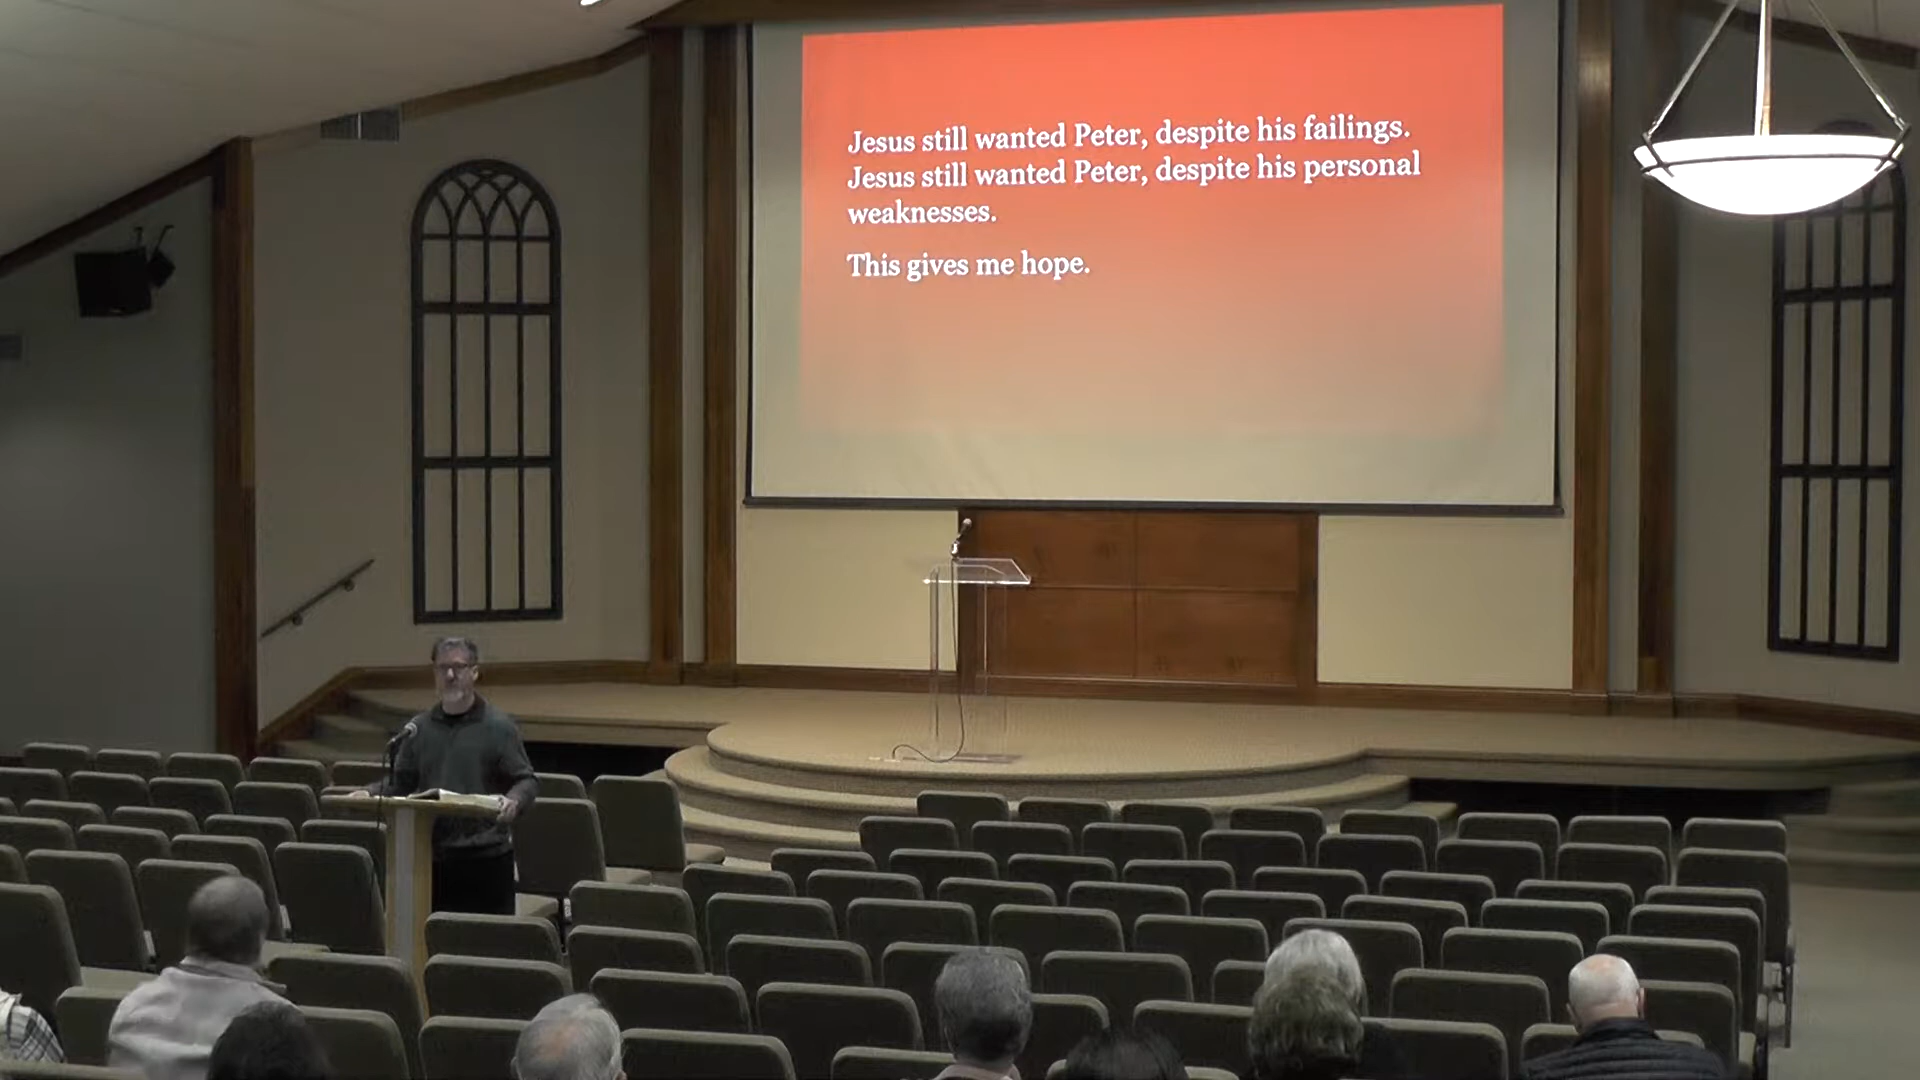 Jesus still wanted Peter, despite his failings.
Jesus still wanted Peter, despite his personal
weaknesses.
This gives me hope.